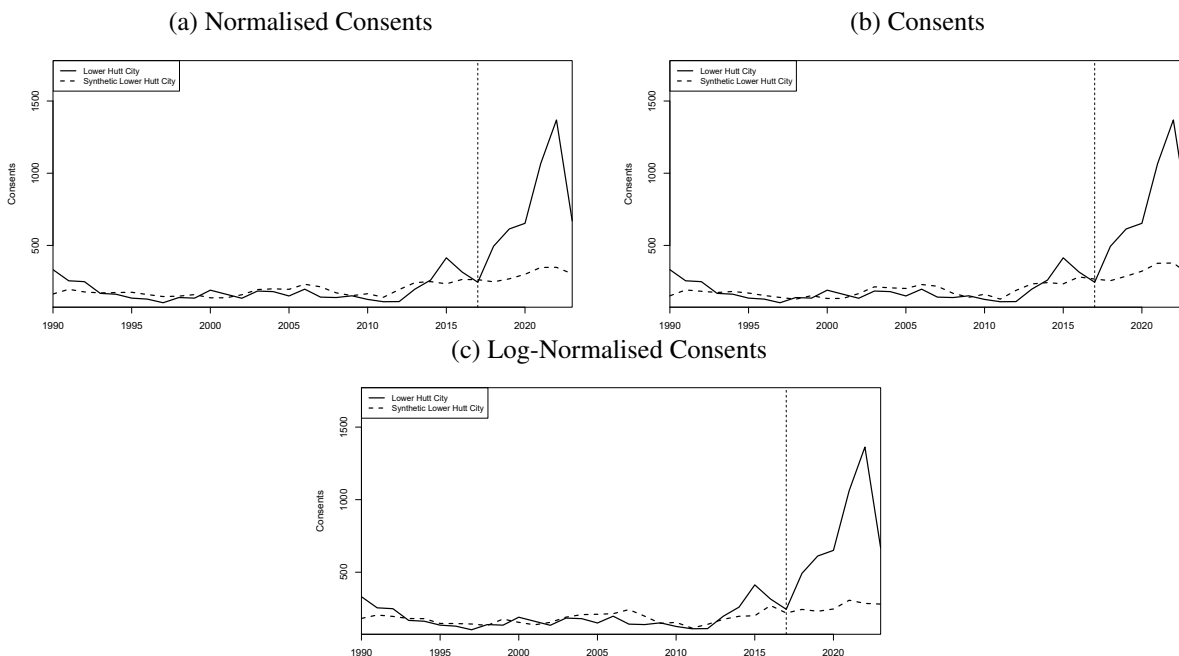 (a) Normalised Consents
Lower Hutt City
Synthetic Lower Hutt City
Consents
1500
1000
500
1990 1995 2000 2005 2010 2015 2020
(b) Consents
Lower Hutt City
Synthetic Lower Hutt City
Consents
1500
1000
500
1990 1995 2000 2005 2010 2015 2020
(c) Log-Normalised Consents
Lower Hutt City
Synthetic Lower Hutt City
Consents
1500
1000
500
1990 1995 2000 2005 2010 2015 2020